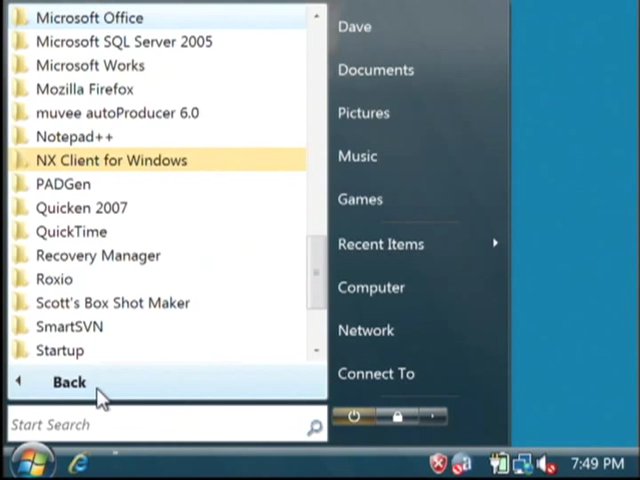 Microsoft Office
Microsoft SQL Server 2005
Microsoft Works
Mozilla Firefox
muvee autoProducer 6.0
Notepad++
NX Client for Windows
PADGen
Quicken 2007
QuickTime
Recovery Manager
Roxio
Scott's Box Shot Maker
SmartSVN
Startup
Back
Start Search
Dave
Documents
Pictures
Music
Games
Recent Items
Computer
Network
Connect To
7:49 PM